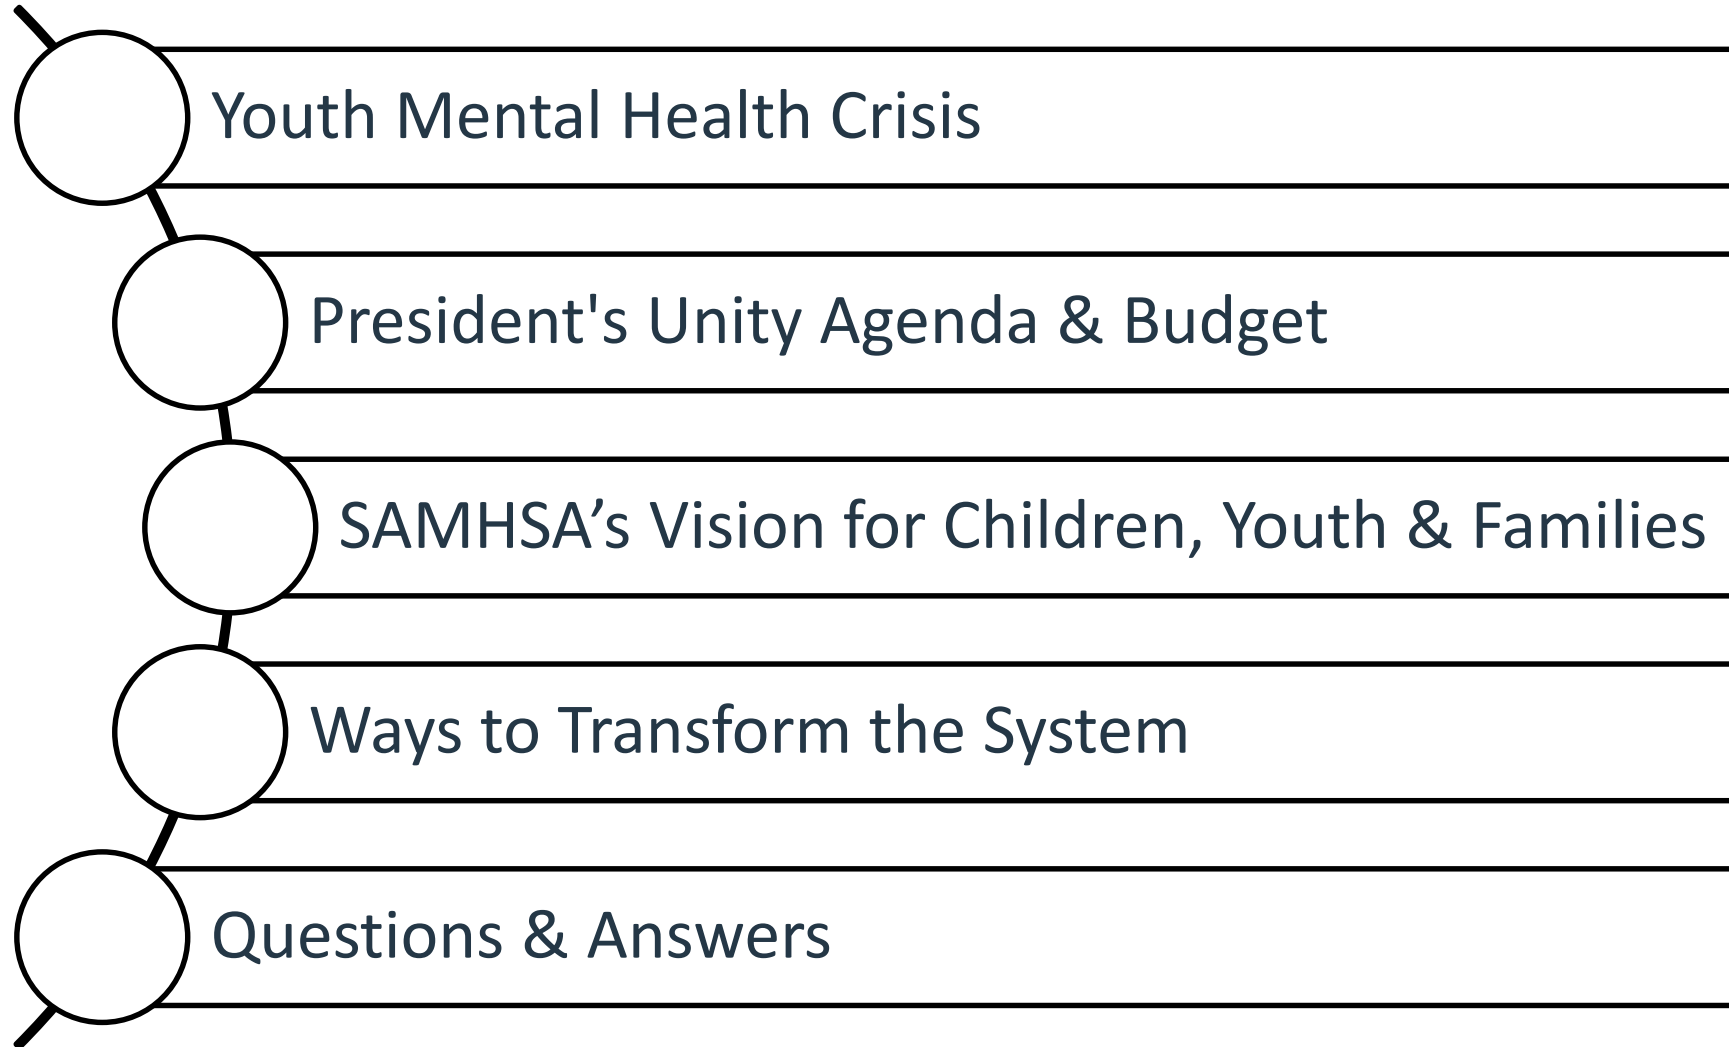 Youth Mental Health Crisis
President's Unity Agenda & Budget
SAMHSA’s Vision for Children, Youth & Families
Ways to Transform the System
Questions & Answers